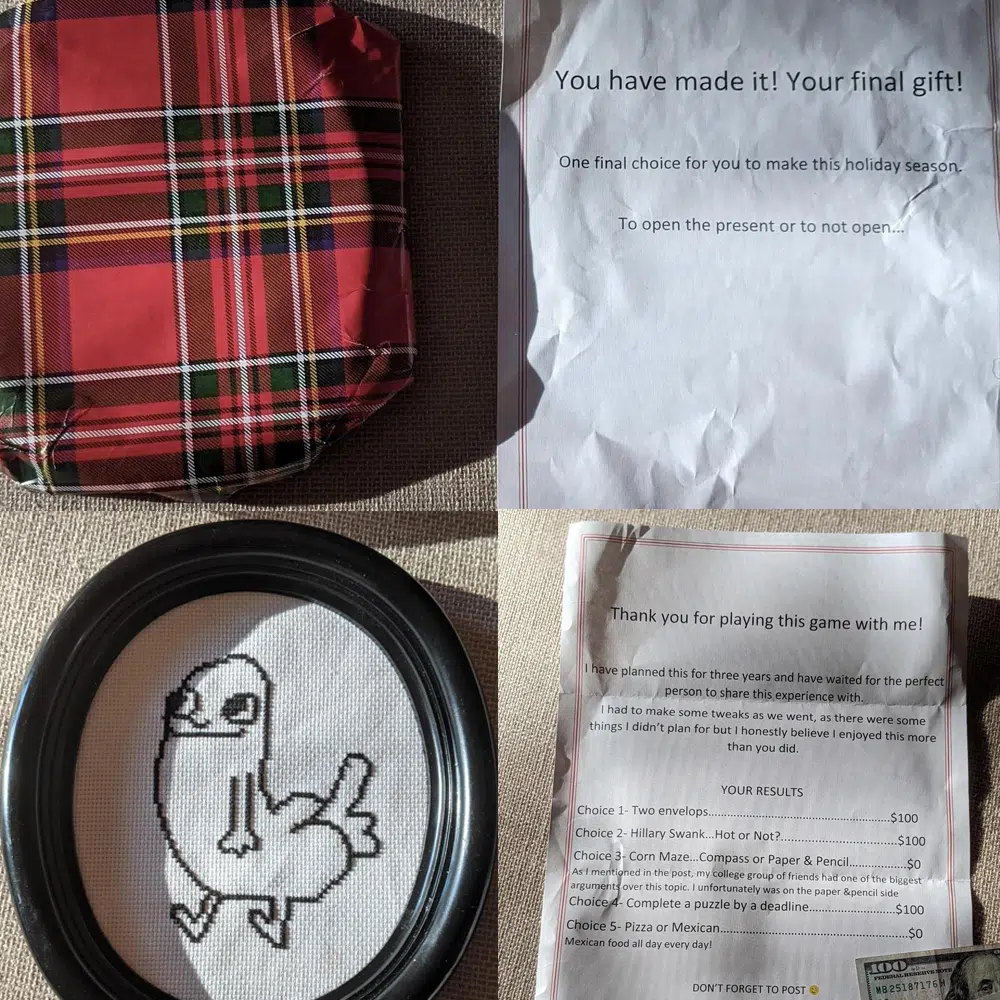 You have made it! Your final gift!
One final choice for you to make this holiday season.
To open the present or to not open...
Thank you for playing this game with me!
I have planned this for three years and have waited for the perfect
person to share this experience with.
I had to make some tweaks as we went, as there were some
things I didn't plan for but I honestly believe I enjoyed this more
than you did.
YOUR RESULTS
Choice 1- Two envelops.......................................................$100
Choice 2- Hillary Swank...Hot or Not?...................................$100
Choice 3- Corn Maze...Compass or Paper & Pencil..............$0
As I mentioned in the post, my college group of friends had one of the biggest
arguments over this topic. I unfortunately was on the paper &pencil side
Choice 4- Complete a puzzle by a deadline..........................$100
Choice 5- Pizza or Mexican...................................................$0
Mexican food all day every day!
DON'T FORGET TO POST 😉
100
FEDERAL RESERVE NOTE
MB25187176H